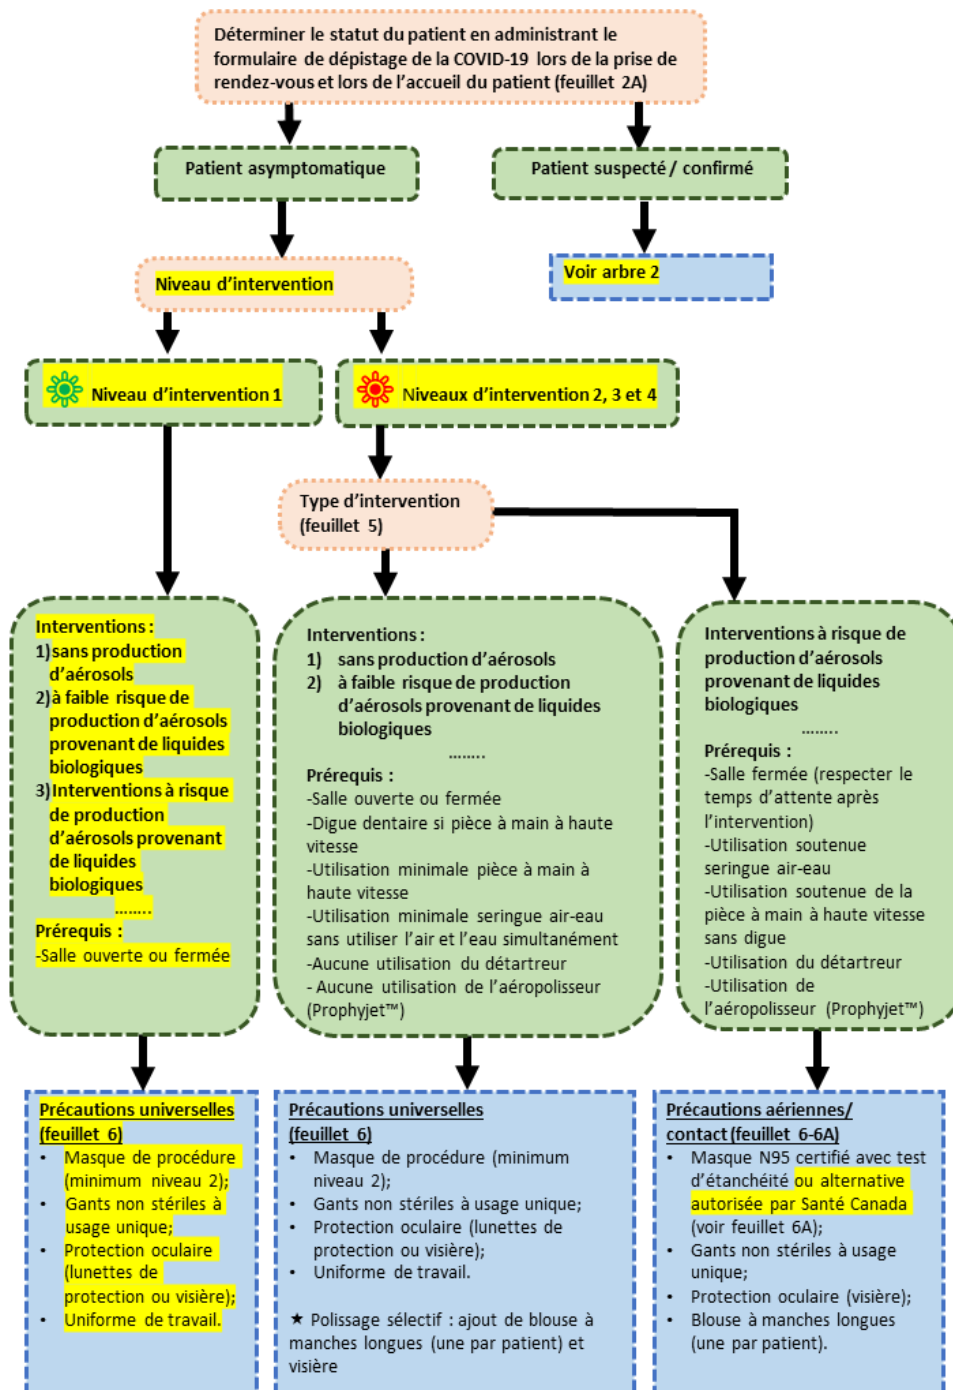 Déterminer le statut du patient en administrant le
formulaire de dépistage de la COVID-19 lors de la prise de
rendez-vous et lors de l'accueil du patient (feuillet 2A)
Patient asymptomatique
Patient suspecté / confirmé
Voir arbre 2
Niveau d'intervention
Niveau d'intervention 1
Niveaux d'intervention 2, 3 et 4
Type d'intervention
(feuillet 5)
Interventions :
1) sans production
d'aérosols
2) à faible risque de
production d'aérosols
provenant de liquides
biologiques
3) Interventions à risque
de production
d'aérosols provenant
de liquides
biologiques
........
Prérequis :
-Salle ouverte ou fermée
Interventions :
1) sans production d'aérosols
2) à faible risque de production
d'aérosols provenant de liquides
biologiques
........
Prérequis :
-Salle ouverte ou fermée
-Digue dentaire si pièce à main à haute
vitesse
-Utilisation minimale pièce à main à
haute vitesse
-Utilisation minimale seringue air-eau
sans utiliser l'air et l'eau simultanément
-Aucune utilisation du détartreur
- Aucune utilisation de l'aéropolisseur
(Prophyjet™)
Interventions à risque de
production d'aérosols
provenant de liquides
biologiques
........
Prérequis :
-Salle fermée (respecter le
temps d'attente après
l'intervention)
-Utilisation soutenue
seringue air-eau
-Utilisation soutenue de la
pièce à main à haute vitesse
sans digue
-Utilisation du détartreur
-Utilisation de
l'aéropolisseur (Prophyjet™)
Précautions universelles
(feuillet 6)
• Masque de procédure
(minimum niveau 2);
• Gants non stériles à
usage unique;
• Protection oculaire
(lunettes de
protection ou visière);
• Uniforme de travail.
Précautions universelles
(feuillet 6)
• Masque de procédure (minimum
niveau 2);
• Gants non stériles à usage unique;
• Protection oculaire (lunettes de
protection ou visière);
• Uniforme de travail.
★ Polissage sélectif : ajout de blouse à
manches longues (une par patient) et
visière
Précautions aériennes/
contact (feuillet 6-6A)
• Masque N95 certifié avec test
d'étanchéité ou alternative
autorisée par Santé Canada
(voir feuillet 6A);
• Gants non stériles à usage
unique;
• Protection oculaire (visière);
• Blouse à manches longues
(une par patient).